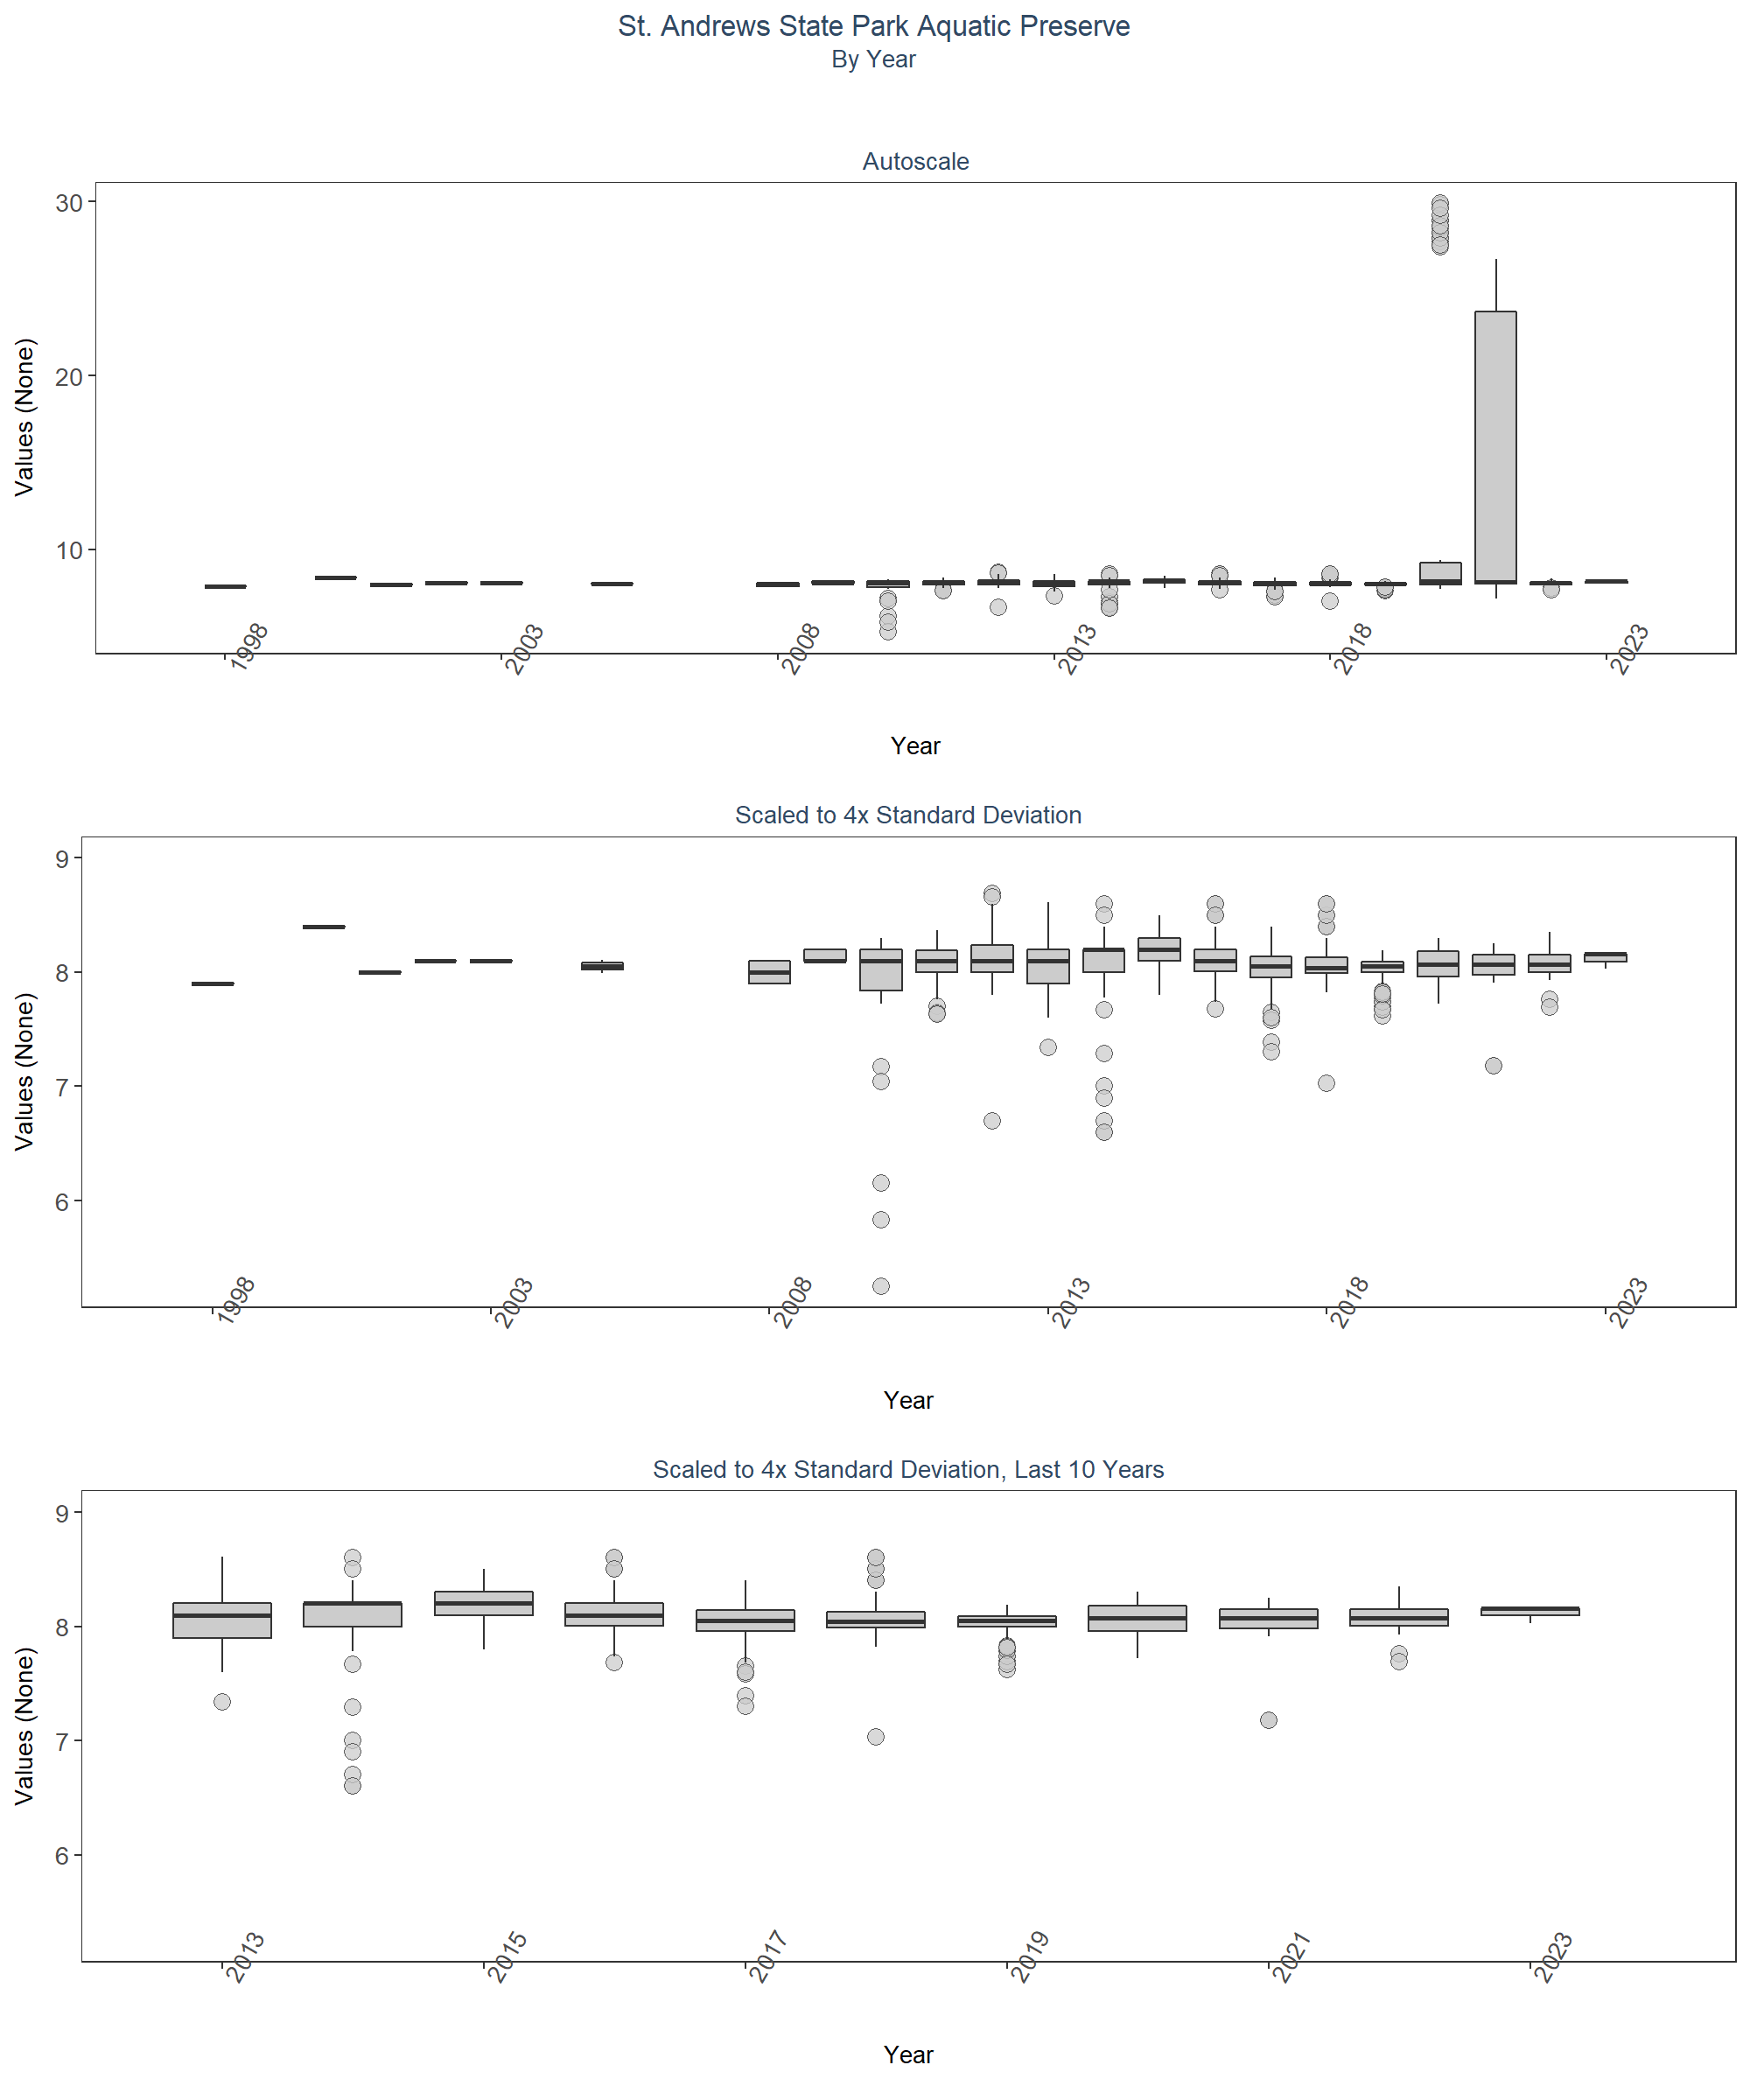 St. Andrews State Park Aquatic Preserve
By Year
Autoscale
30
20
10
Values (None)
1998
2003
2008
2013
2018
2023
Year
Scaled to 4x Standard Deviation
9
8
7
6
Values (None)
1998
2003
2008
2013
2018
2023
Year
Scaled to 4x Standard Deviation, Last 10 Years
9
8
7
6
Values (None)
2013
2015
2017
2019
2021
2023
Year